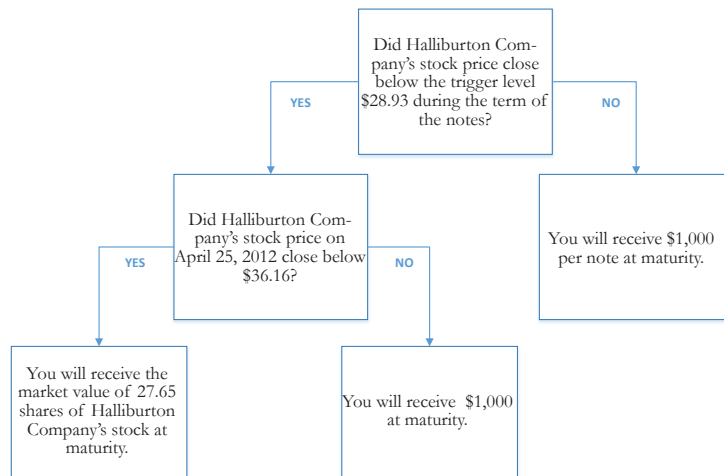 Did Halliburton Com-
pany's stock price close
below the trigger level
$28.93 during the term of
the notes?
YES
NO
Did Halliburton Com-
pany's stock price on
April 25, 2012 close below
$36.16?
You will receive $1,000
per note at maturity.
YES
NO
You will receive the
market value of 27.65
shares of Halliburton
Company's stock at
maturity.
You will receive $1,000
at maturity.